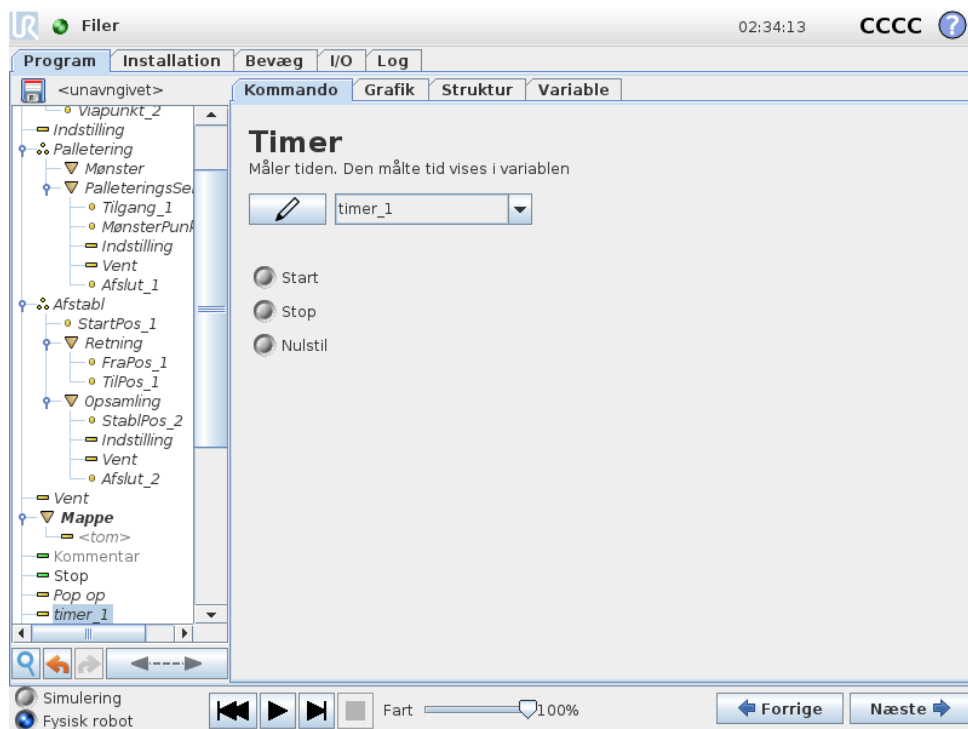 UR Filer 02:34:13 CCCC ?
Program Installation Bevæg I/O Log
<unavngivet>
Kommando Grafik Struktur Variable
Viapunkt_2
Indstilling
Palletering
Mønster
PalleteringsSe
Tilgang_1
MønsterPunk
Indstilling
Vent
Afslut_1
Afstabl
StartPos_1
Retning
FraPos_1
TilPos_1
Opsamling
StablPos_2
Indstilling
Vent
Afslut_2
Vent
Mappe
<tom>
Kommentar
Stop
Pop op
timer_1
Timer
Måler tiden. Den målte tid vises i variablen
timer_1
Start
Stop
Nulstil
Simulering
Fysisk robot
Fart 100%
Forrige Næste